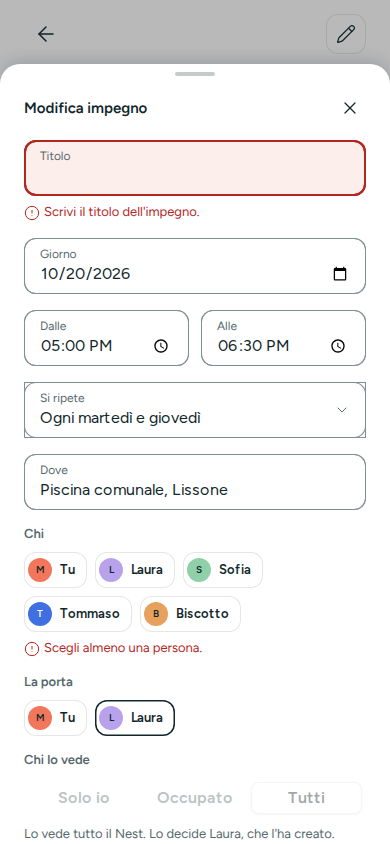 Modifica impegno
Titolo
Scrivi il titolo dell'impegno.
Giorno
10/20/2026
Dalle Alle
05:00 PM 06:30 PM
Si ripete
Ogni martedì e giovedì
Dove
Piscina comunale, Lissone
Chi
M Tu L Laura S Sofia
T Tommaso B Biscotto
Scegli almeno una persona.
La porta
M Tu L Laura
Chi lo vede
Solo io Occupato Tutti
Lo vede tutto il Nest. Lo decide Laura, che l'ha creato.